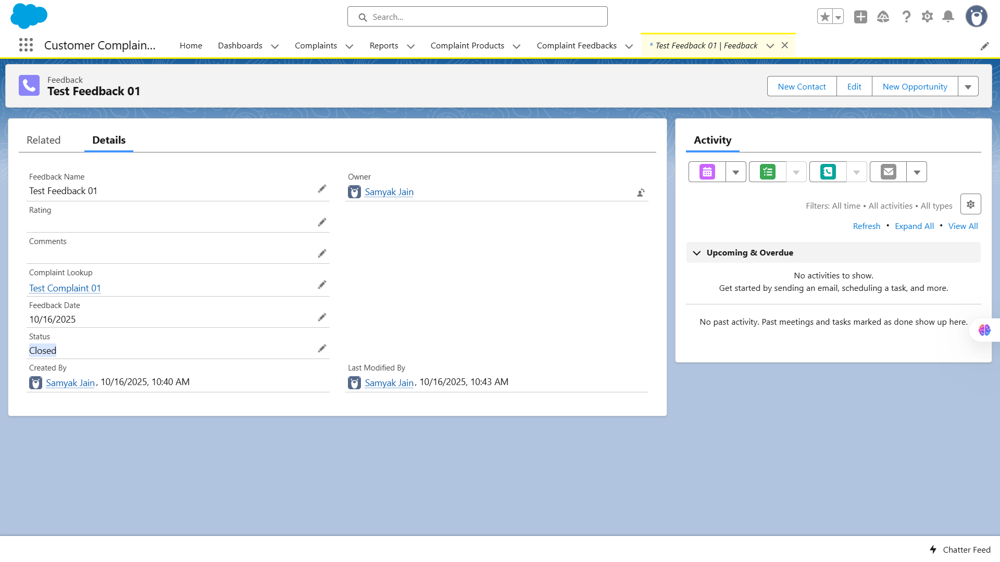 Search...
Customer Complain...
Home
Dashboards
Complaints
Reports
Complaint Products
Complaint Feedbacks
* Test Feedback 01 | Feedback
Feedback
Test Feedback 01
New Contact
Edit
New Opportunity
Related
Details
Feedback Name
Test Feedback 01
Owner
Samyak Jain
Rating
Comments
Complaint Lookup
Test Complaint 01
Feedback Date
10/16/2025
Status
Closed
Created By
Samyak Jain, 10/16/2025, 10:40 AM
Last Modified By
Samyak Jain, 10/16/2025, 10:43 AM
Activity
Filters: All time • All activities • All types
Refresh • Expand All • View All
Upcoming & Overdue
No activities to show.
Get started by sending an email, scheduling a task, and more.
No past activity. Past meetings and tasks marked as done show up here.
Chatter Feed